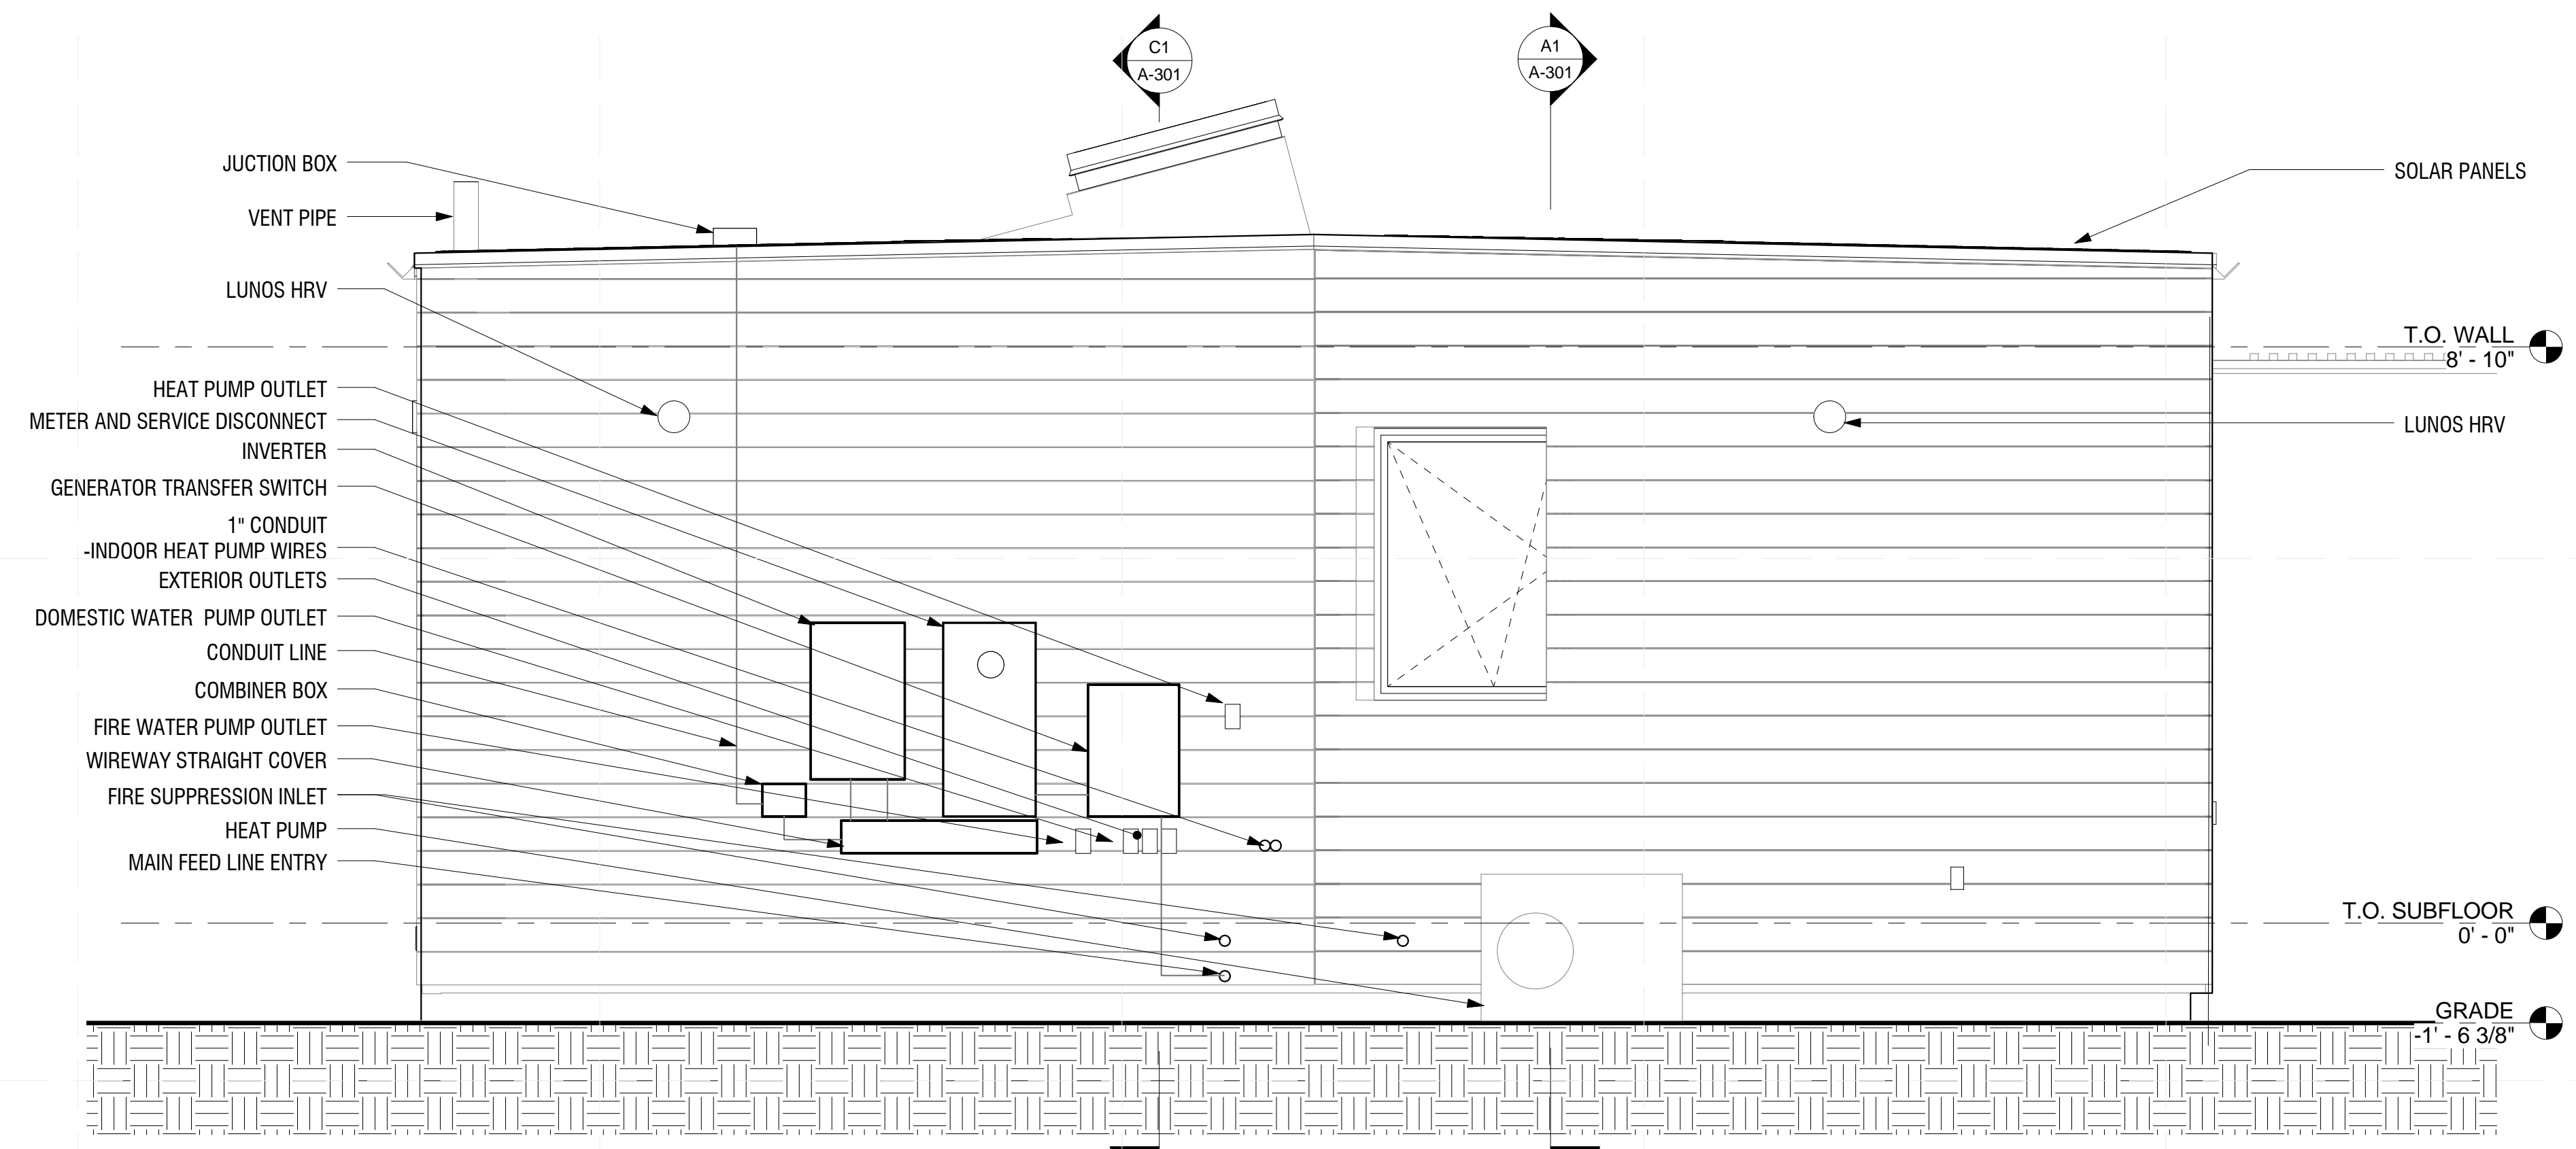 C1
A-301
A1
A-301
JUCTION BOX
VENT PIPE
SOLAR PANELS
LUNOS HRV
T.O. WALL
8' - 10"
HEAT PUMP OUTLET
METER AND SERVICE DISCONNECT
LUNOS HRV
INVERTER
GENERATOR TRANSFER SWITCH
1" CONDUIT
-INDOOR HEAT PUMP WIRES
EXTERIOR OUTLETS
DOMESTIC WATER  PUMP OUTLET
CONDUIT LINE
COMBINER BOX
FIRE WATER PUMP OUTLET
WIREWAY STRAIGHT COVER
FIRE SUPPRESSION INLET
HEAT PUMP
MAIN FEED LINE ENTRY
T.O. SUBFLOOR
0' - 0"
GRADE
-1' - 6 3/8"